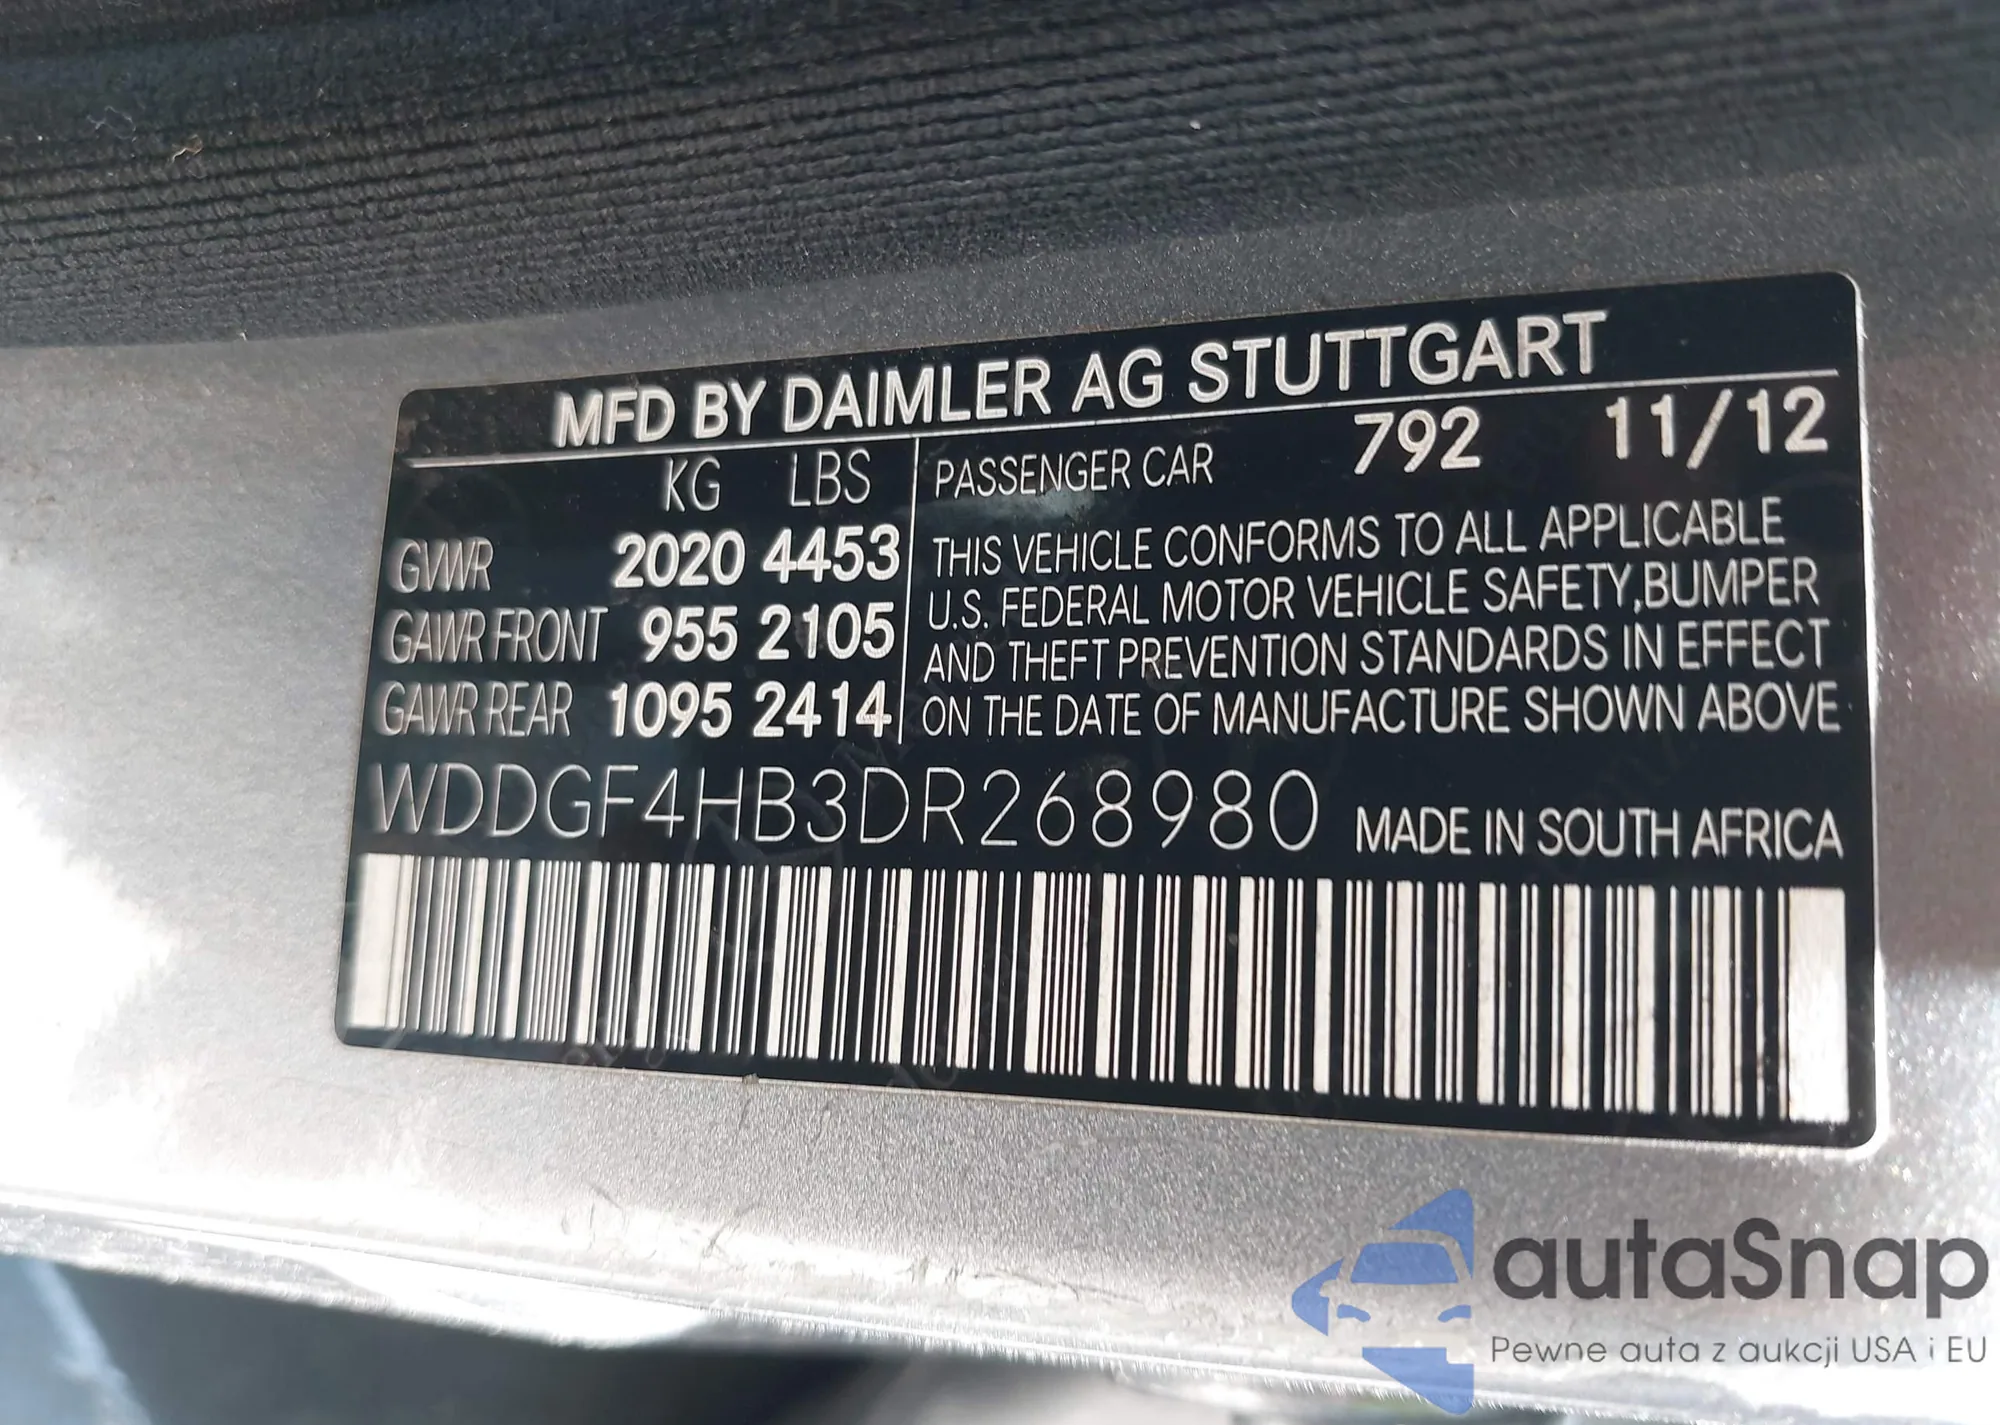 MFD BY DAIMLER AG STUTTGART
KG LBS
GVWR 2020 4453
GAWR FRONT 955 2105
GAWR REAR 1095 2414
PASSENGER CAR 792 11/12
THIS VEHICLE CONFORMS TO ALL APPLICABLE
U.S. FEDERAL MOTOR VEHICLE SAFETY,BUMPER
AND THEFT PREVENTION STANDARDS IN EFFECT
ON THE DATE OF MANUFACTURE SHOWN ABOVE
WDDGF4HB3DR268980 MADE IN SOUTH AFRICA
autaSnap
Pewne auta z aukcji USA i EU